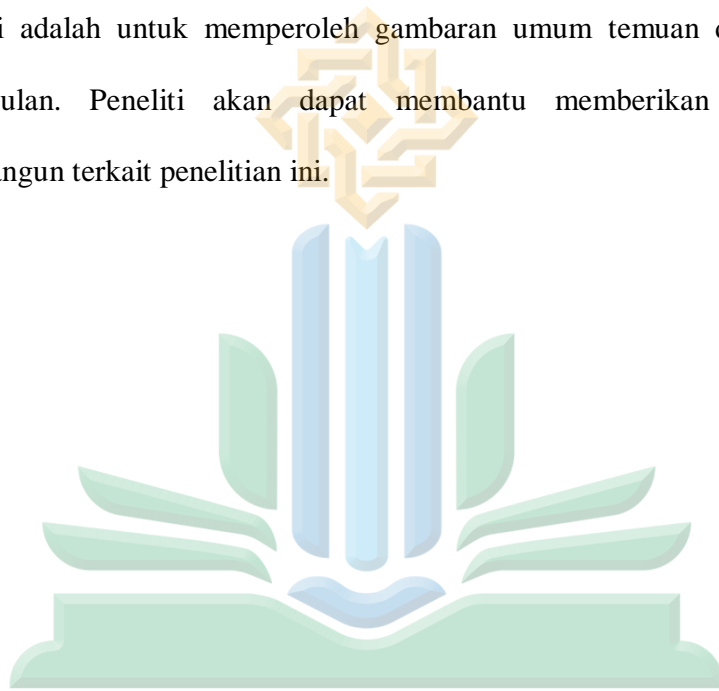 i adalah untuk memperoleh gambaran umum temuan
ulan. Peneliti akan dapat membantu memberikan
angun terkait penelitian ini.